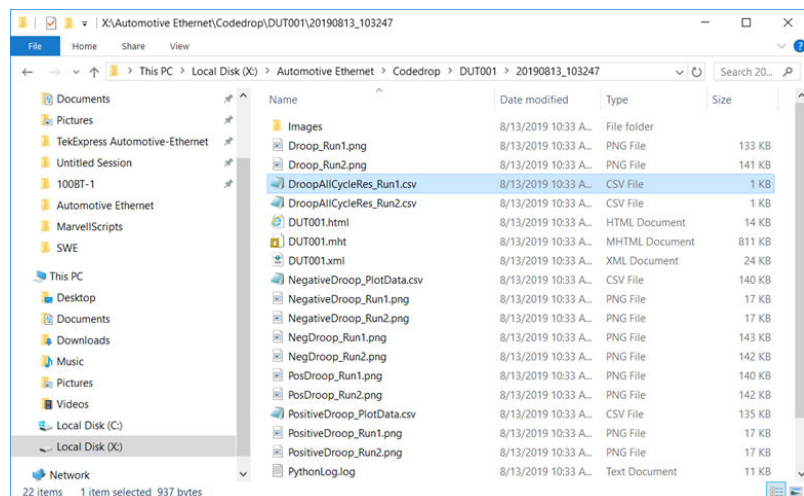 X:\Automotive Ethernet\Codedrop\DUT001\20190813_103247
File Home Share View
This PC > Local Disk (X:) > Automotive Ethernet > Codedrop > DUT001 > 20190813_103247
Search 20...
Documents
Pictures
TekExpress Automotive-Ethernet
Untitled Session
100BT-1
Automotive Ethernet
MarvellScripts
SWE
This PC
Desktop
Documents
Downloads
Music
Pictures
Videos
Local Disk (C:)
Local Disk (X:)
Network
Name Date modified Type Size
Images 8/13/2019 10:33 A... File folder
Droop_Run1.png 8/13/2019 10:33 A... PNG File 133 KB
Droop_Run2.png 8/13/2019 10:33 A... PNG File 141 KB
DroopAllCycleRes_Run1.csv 8/13/2019 10:33 A... CSV File 1 KB
DroopAllCycleRes_Run2.csv 8/13/2019 10:33 A... CSV File 1 KB
DUT001.html 8/13/2019 10:33 A... HTML Document 14 KB
DUT001.mht 8/13/2019 10:33 A... MHTML Document 811 KB
DUT001.xml 8/13/2019 10:33 A... XML Document 24 KB
NegativeDroop_PlotData.csv 8/13/2019 10:33 A... CSV File 140 KB
NegativeDroop_Run1.png 8/13/2019 10:33 A... PNG File 17 KB
NegativeDroop_Run2.png 8/13/2019 10:33 A... PNG File 17 KB
NegDroop_Run1.png 8/13/2019 10:33 A... PNG File 143 KB
NegDroop_Run2.png 8/13/2019 10:33 A... PNG File 142 KB
PosDroop_Run1.png 8/13/2019 10:33 A... PNG File 140 KB
PosDroop_Run2.png 8/13/2019 10:33 A... PNG File 142 KB
PositiveDroop_PlotData.csv 8/13/2019 10:33 A... CSV File 135 KB
PositiveDroop_Run1.png 8/13/2019 10:33 A... PNG File 17 KB
PositiveDroop_Run2.png 8/13/2019 10:33 A... PNG File 17 KB
PythonLog.log 8/13/2019 10:33 A... Text Document 11 KB
22 items 1 item selected 937 bytes